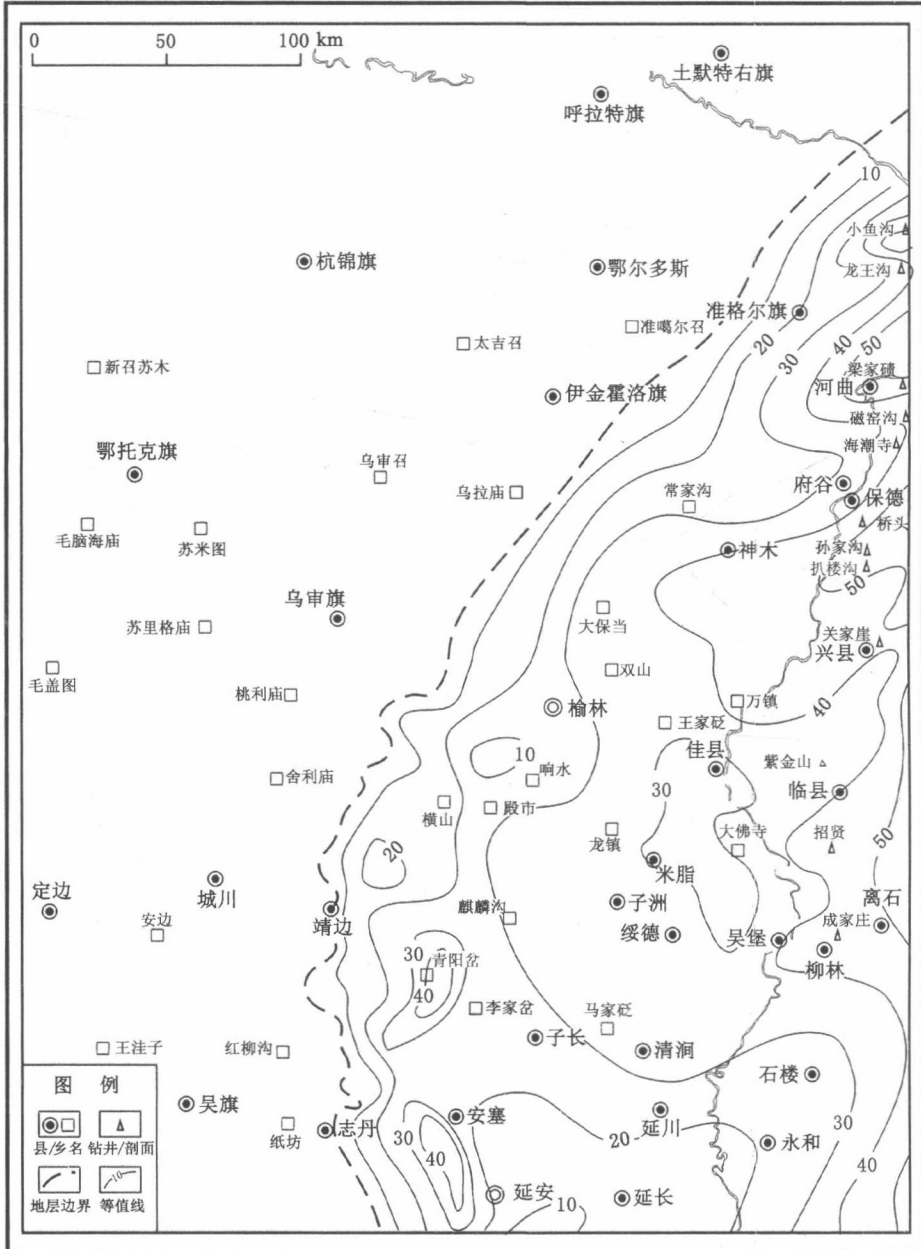 0 50 100 km
土默特右旗
呼拉特旗
10
小鱼沟
龙王沟
杭锦旗
鄂尔多斯
准格尔旗
准噶尔召
太吉召
20
30
40
50
新召苏木
梁家碛
河曲
伊金霍洛旗
磁窑沟
海潮寺
鄂托克旗
乌审召
乌拉庙
常家沟
府谷
保德
毛脑海庙
苏米图
桥头
神木
孙家沟
扒楼沟
50
乌审旗
大保当
苏里格庙
关家崖
兴县
毛盖图
双山
桃利庙
万镇
40
榆林
王家砭
10
佳县
紫金山
舍利庙
响水
30
临县
横山
殿市
龙镇
大佛寺
招贤
50
20
米脂
定边
城川
靖边
麒麟沟
子洲
离石
安边
绥德
吴堡
成家庄
柳林
30
青阳岔
40
李家岔
马家砭
子长
清涧
王洼子
红柳沟
石楼
图 例
吴旗
安塞
延川
县/乡名 钻井/剖面
纸坊
志丹
30
20
永和
30
40
10
40
地层边界 等值线
延安
延长
10